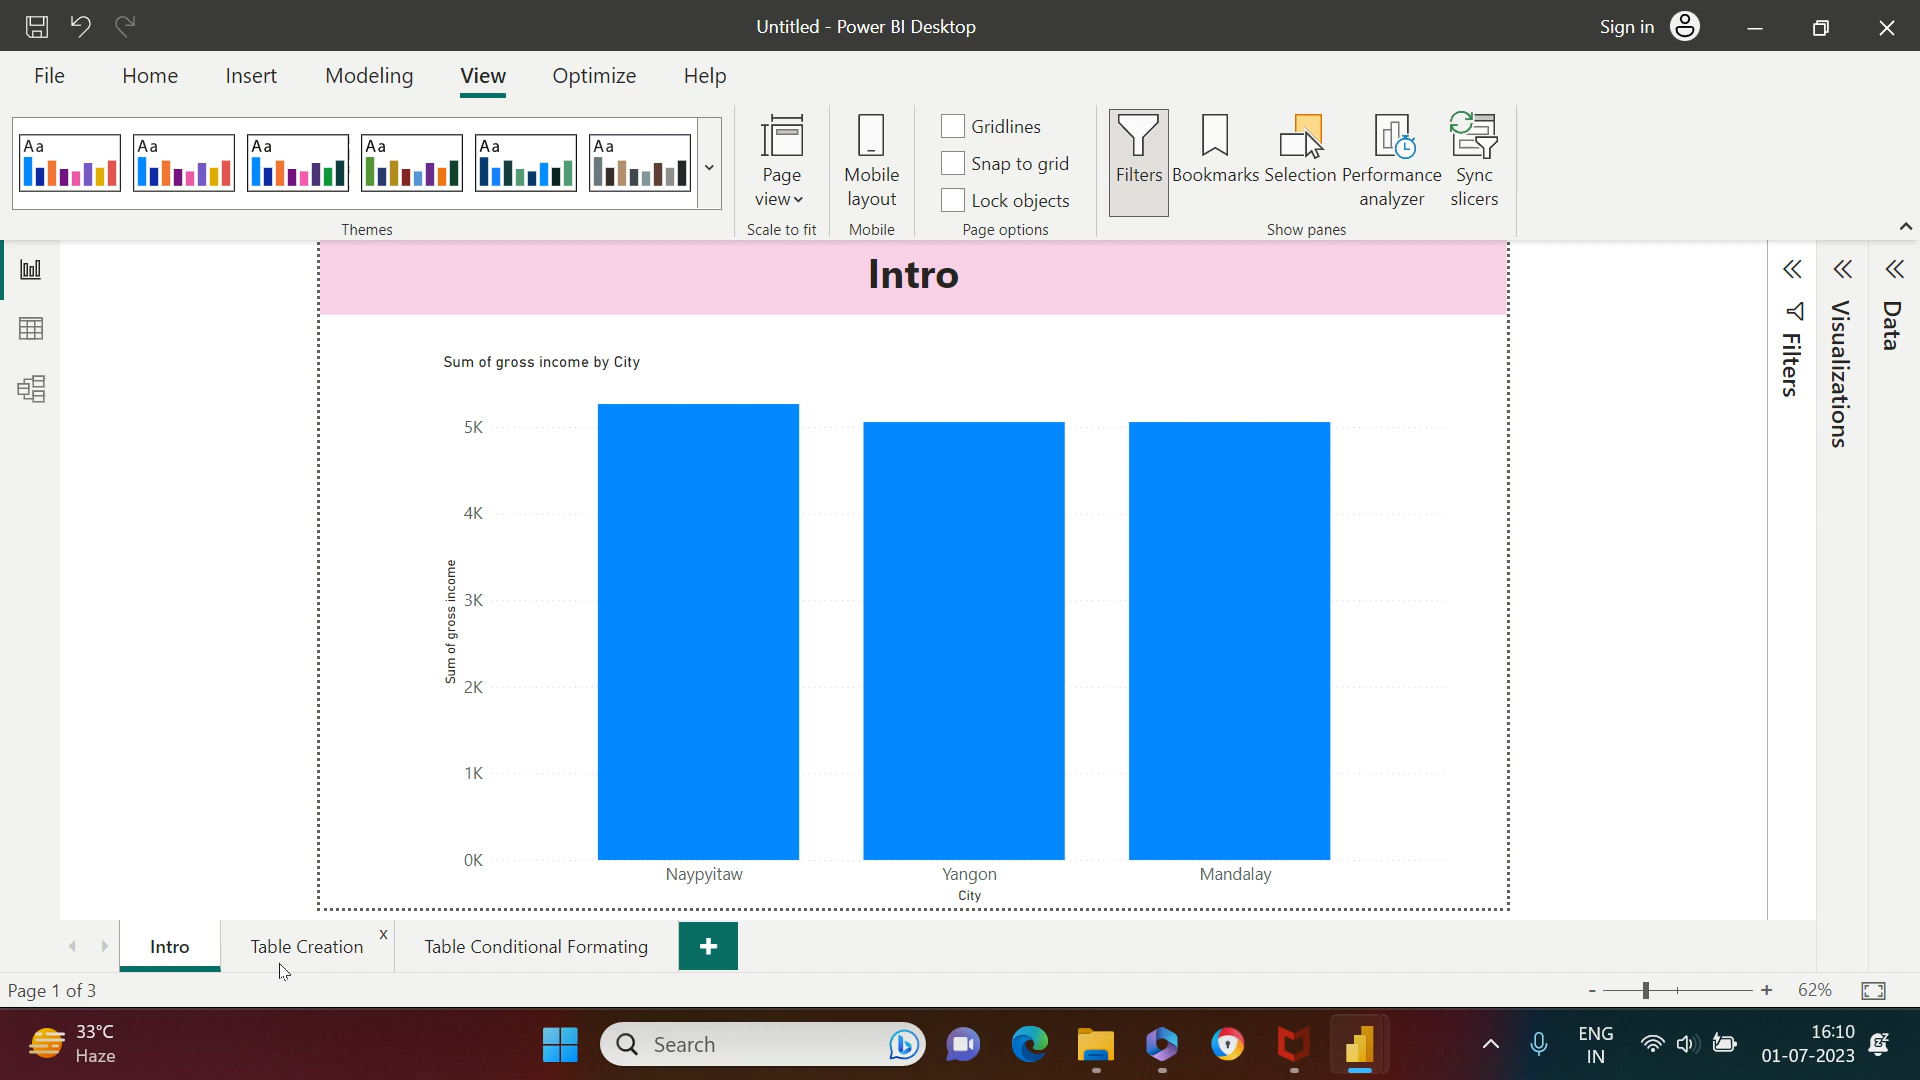 Untitled - Power BI Desktop
Sign in
File Home Insert Modeling View Optimize Help
Aa Aa Aa Aa Aa Aa
Themes
Page
view
Scale to fit
Mobile
layout
Mobile
Gridlines
Snap to grid
Lock objects
Page options
Filters
Bookmarks
Selection
Performance
analyzer
Sync
slicers
Show panes
Intro
Sum of gross income by City
5K
4K
3K
2K
1K
0K
Sum of gross income
Naypyitaw Yangon Mandalay
City
Filters
Visualizations
Data
Intro Table Creation x Table Conditional Formating +
Page 1 of 3
- + 62%
33°C
Haze
Search
ENG
IN
16:10
01-07-2023